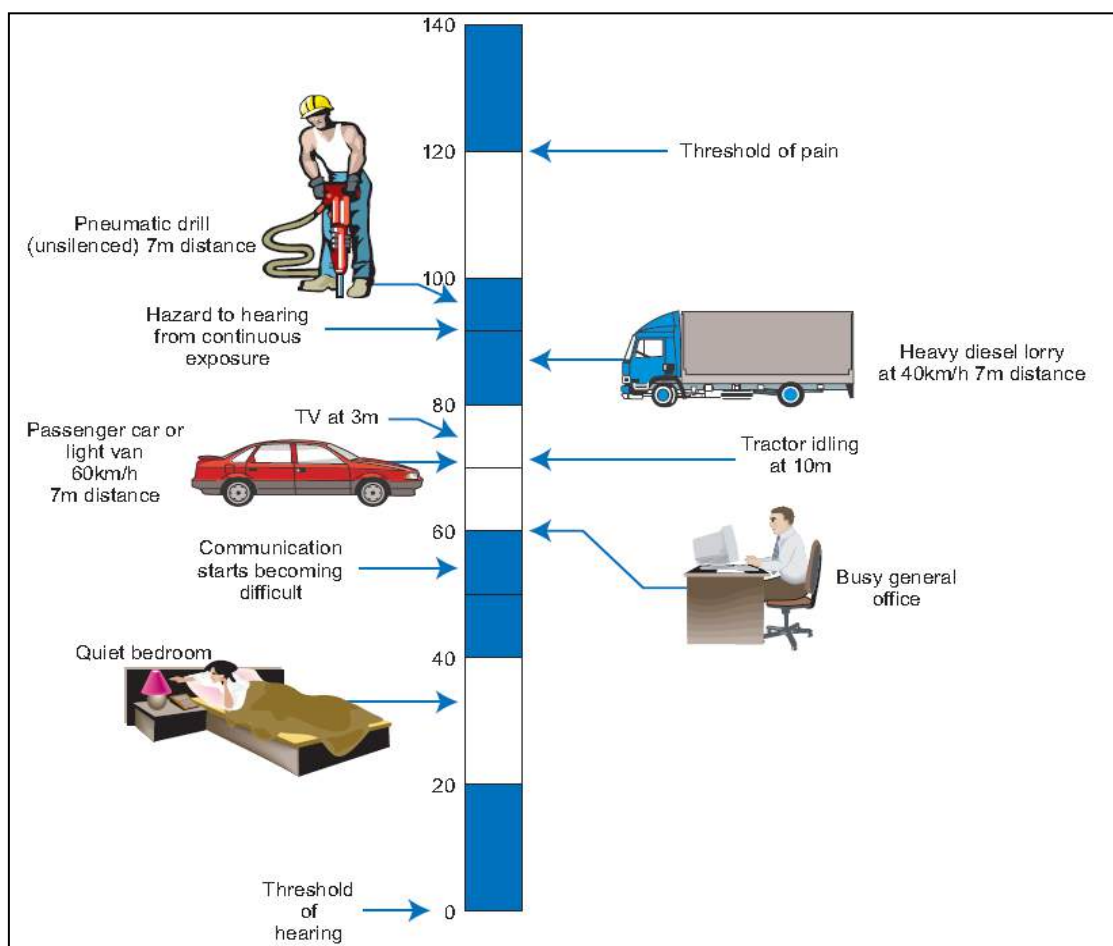 140
120
Threshold of pain
Pneumatic drill
(unsilenced) 7m distance
100
Hazard to hearing
from continuous
exposure
Heavy diesel lorry
at 40km/h 7m distance
80
TV at 3m
Passenger car or
light van
60km/h
7m distance
Tractor idling
at 10m
60
Communication
starts becoming
difficult
Busy general
office
Quiet bedroom
40
20
Threshold
of
hearing
0